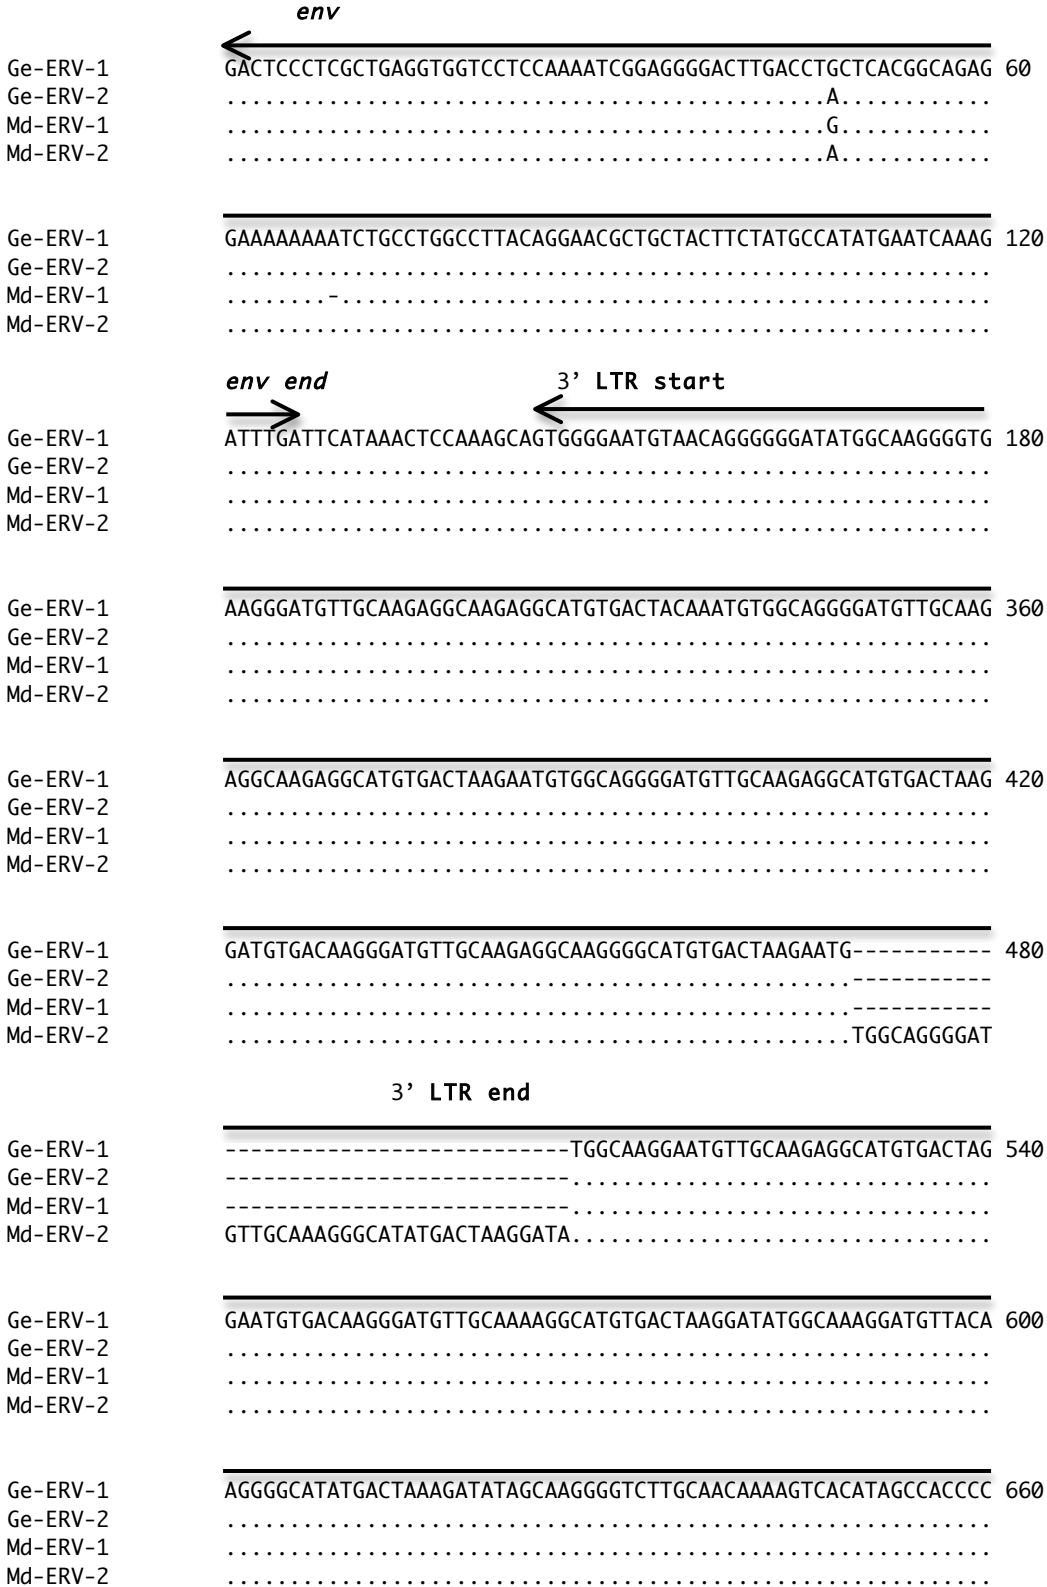 env
Ge-ERV-1 GACTCCCTCGCTGAGGTGGTCCTCCAAAATCGGAGGGGACTTGACCTGCTCACGGCAGAG 60
Ge-ERV-2 ...............................................A............
Md-ERV-1 ...............................................G............
Md-ERV-2 ...............................................A............
Ge-ERV-1 GAAAAAAAATCTGCCTGGCCTTACAGGAACGCTGCTACTTCTATGCCATATGAATCAAAG 120
Ge-ERV-2 ............................................................
Md-ERV-1 ........-...................................................
Md-ERV-2 ............................................................
env end 3’ LTR start
Ge-ERV-1 ATTTGATTCATAAACTCCAAAGCAGTGGGGAATGTAACAGGGGGGATATGGCAAGGGGTG 180
Ge-ERV-2 ............................................................
Md-ERV-1 ............................................................
Md-ERV-2 ............................................................
Ge-ERV-1 AAGGGATGTTGCAAGAGGCAAGAGGCATGTGACTACAAATGTGGCAGGGGATGTTGCAAG 360
Ge-ERV-2 ............................................................
Md-ERV-1 ............................................................
Md-ERV-2 ............................................................
Ge-ERV-1 AGGCAAGAGGCATGTGACTAAGAATGTGGCAGGGGATGTTGCAAGAGGCATGTGACTAAG 420
Ge-ERV-2 ............................................................
Md-ERV-1 ............................................................
Md-ERV-2 ............................................................
Ge-ERV-1 GATGTGACAAGGGATGTTGCAAGAGGCAAGGGGCATGTGACTAAGAATG----------- 480
Ge-ERV-2 .................................................-----------
Md-ERV-1 .................................................-----------
Md-ERV-2 .................................................TGGCAGGGGAT
3’ LTR end
Ge-ERV-1 ---------------------------TGGCAAGGAATGTTGCAAGAGGCATGTGACTAG 540
Ge-ERV-2 ---------------------------.................................
Md-ERV-1 ---------------------------.................................
Md-ERV-2 GTTGCAAAGGGCATATGACTAAGGATA.................................
Ge-ERV-1 GAATGTGACAAGGGATGTTGCAAAAGGCATGTGACTAAGGATATGGCAAAGGATGTTACA 600
Ge-ERV-2 ............................................................
Md-ERV-1 ............................................................
Md-ERV-2 ............................................................
Ge-ERV-1 AGGGGCATATGACTAAAGATATAGCAAGGGGTCTTGCAACAAAAGTCACATAGCCACCCC 660
Ge-ERV-2 ............................................................
Md-ERV-1 ............................................................
Md-ERV-2 ............................................................